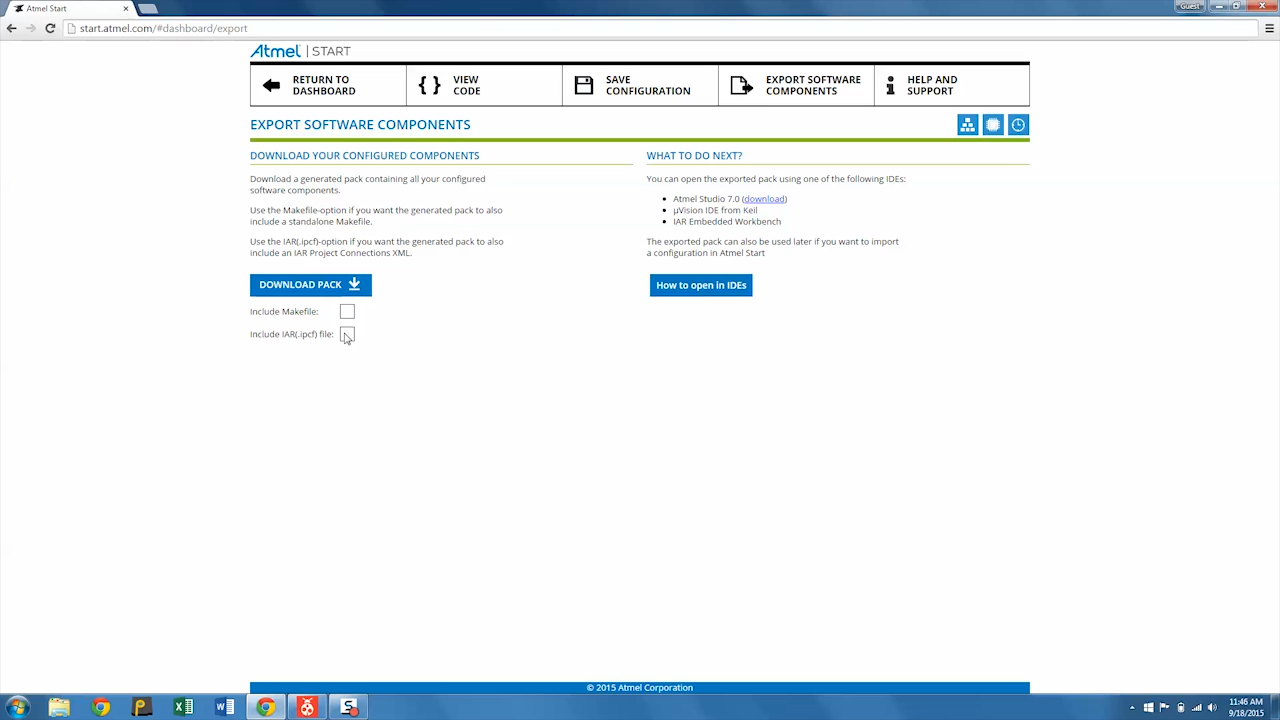 Atmel Start
Guest
start.atmel.com/#dashboard/export
Atmel | START
RETURN TO
DASHBOARD
{ } VIEW
CODE
SAVE
CONFIGURATION
EXPORT SOFTWARE
COMPONENTS
HELP AND
SUPPORT
EXPORT SOFTWARE COMPONENTS
DOWNLOAD YOUR CONFIGURED COMPONENTS
Download a generated pack containing all your configured
software components.
Use the Makefile-option if you want the generated pack to also
include a standalone Makefile.
Use the IAR(.ipcf)-option if you want the generated pack to also
include an IAR Project Connections XML.
DOWNLOAD PACK
Include Makefile:
Include IAR(.ipcf) file:
WHAT TO DO NEXT?
You can open the exported pack using one of the following IDEs:
• Atmel Studio 7.0 (download)
• µVision IDE from Keil
• IAR Embedded Workbench
The exported pack can also be used later if you want to import
a configuration in Atmel Start
How to open in IDEs
© 2015 Atmel Corporation
11:46 AM
9/18/2015